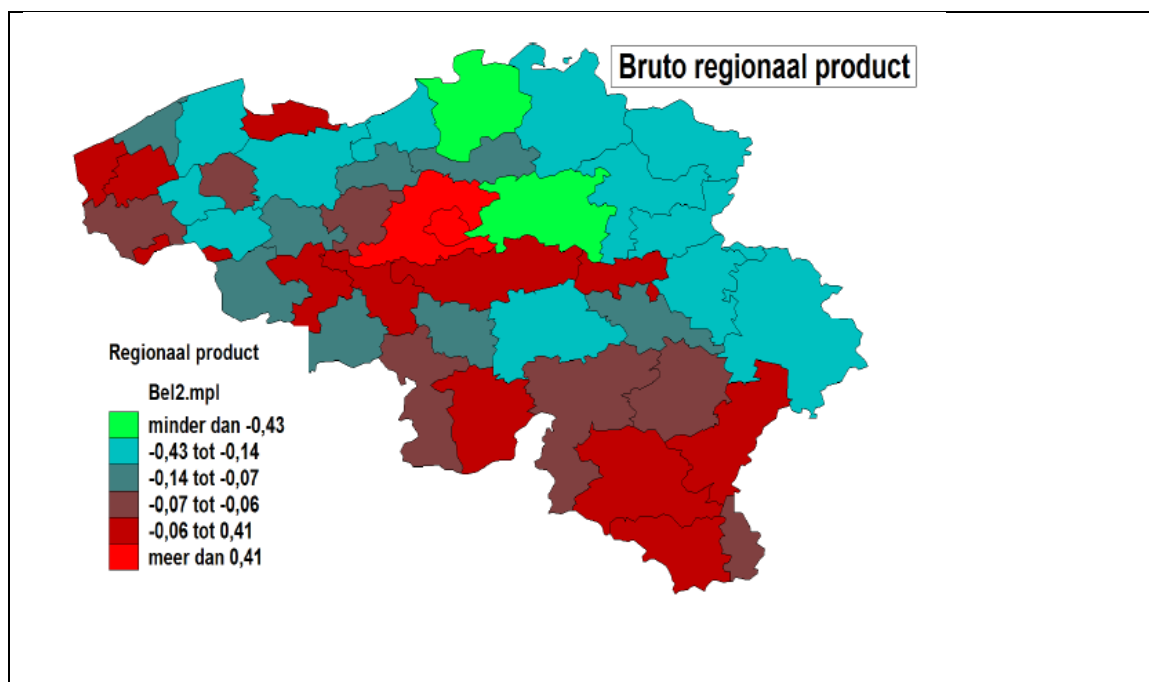 Bruto regionaal product
Regionaal product
Bel2.mpl
minder dan -0,43
-0,43 tot -0,14
-0,14 tot -0,07
-0,07 tot -0,06
-0,06 tot 0,41
meer dan 0,41